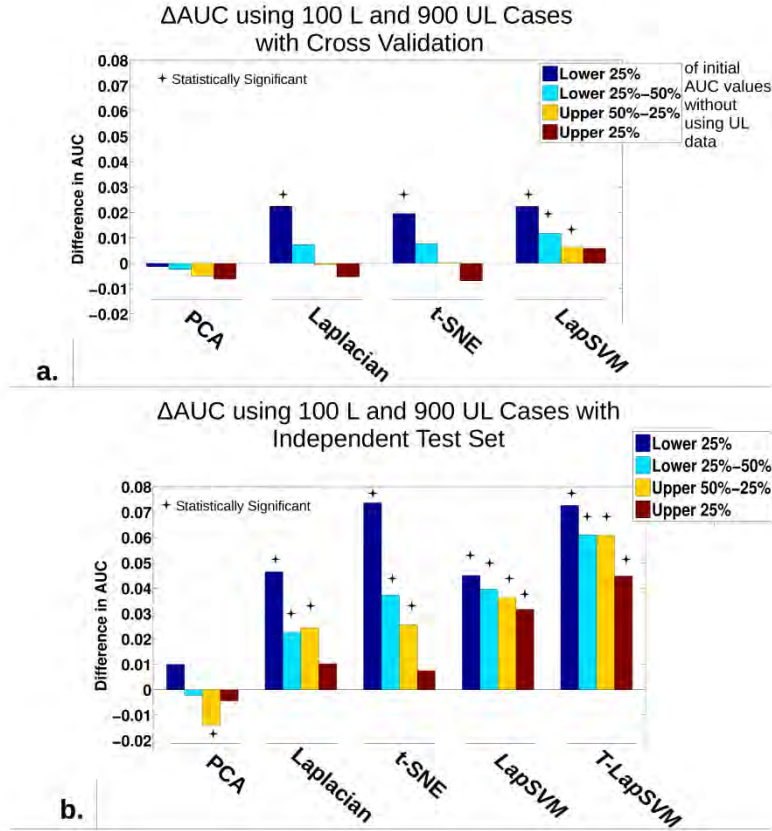 ΔAUC using 100 L and 900 UL Cases
with Cross Validation
0.08
0.07
0.06
0.05
0.04
0.03
0.02
0.01
0
−0.01
−0.02
Difference in AUC
Statistically Significant
Lower 25%
Lower 25%−50%
Upper 50%−25%
Upper 25%
of initial
AUC values
without
using UL
data
PCA
Laplacian
t-SNE
LapSVM
a.
ΔAUC using 100 L and 900 UL Cases with
Independent Test Set
0.08
0.07
0.06
0.05
0.04
0.03
0.02
0.01
0
−0.01
−0.02
Difference in AUC
Statistically Significant
Lower 25%
Lower 25%−50%
Upper 50%−25%
Upper 25%
PCA
Laplacian
t-SNE
LapSVM
T-LapSVM
b.